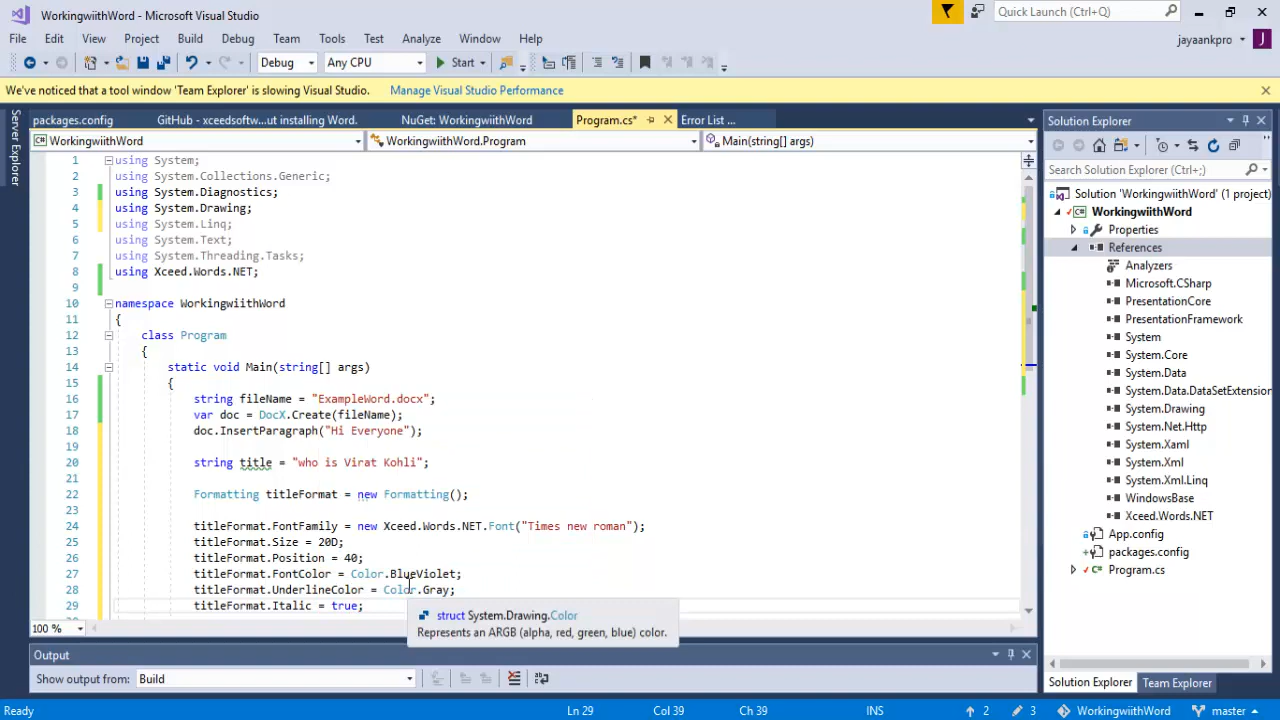 WorkingwiithWord - Microsoft Visual Studio
Quick Launch (Ctrl+Q)
File Edit View Project Build Debug Team Tools Test Analyze Window Help
jayaankpro J
Debug Any CPU Start
We've noticed that a tool window 'Team Explorer' is slowing Visual Studio. Manage Visual Studio Performance
Server Explorer
packages.config GitHub - xceedsoftw...ut installing Word. NuGet: WorkingwiithWord Program.cs* Error List ...
WorkingwiithWord WorkingwiithWord.Program Main(string[] args)
1 using System;
2 using System.Collections.Generic;
3 using System.Diagnostics;
4 using System.Drawing;
5 using System.Linq;
6 using System.Text;
7 using System.Threading.Tasks;
8 using Xceed.Words.NET;
9
10 namespace WorkingwiithWord
11 {
12 class Program
13 {
14 static void Main(string[] args)
15 {
16 string fileName = "ExampleWord.docx";
17 var doc = DocX.Create(fileName);
18 doc.InsertParagraph("Hi Everyone");
19
20 string title = "who is Virat Kohli";
21
22 Formatting titleFormat = new Formatting();
23
24 titleFormat.FontFamily = new Xceed.Words.NET.Font("Times new roman");
25 titleFormat.Size = 20D;
26 titleFormat.Position = 40;
27 titleFormat.FontColor = Color.BlueViolet;
28 titleFormat.UnderlineColor = Color.Gray;
29 titleFormat.Italic = true;
struct System.Drawing.Color
Represents an ARGB (alpha, red, green, blue) color.
100 %
Output
Show output from: Build
Solution Explorer
Search Solution Explorer (Ctrl+;)
Solution 'WorkingwiithWord' (1 project)
WorkingwiithWord
Properties
References
Analyzers
Microsoft.CSharp
PresentationCore
PresentationFramework
System
System.Core
System.Data
System.Data.DataSetExtension
System.Drawing
System.Net.Http
System.Xaml
System.Xml
System.Xml.Linq
WindowsBase
Xceed.Words.NET
App.config
packages.config
Program.cs
Solution Explorer Team Explorer
Ready Ln 29 Col 39 Ch 39 INS 2 3 WorkingwiithWord master